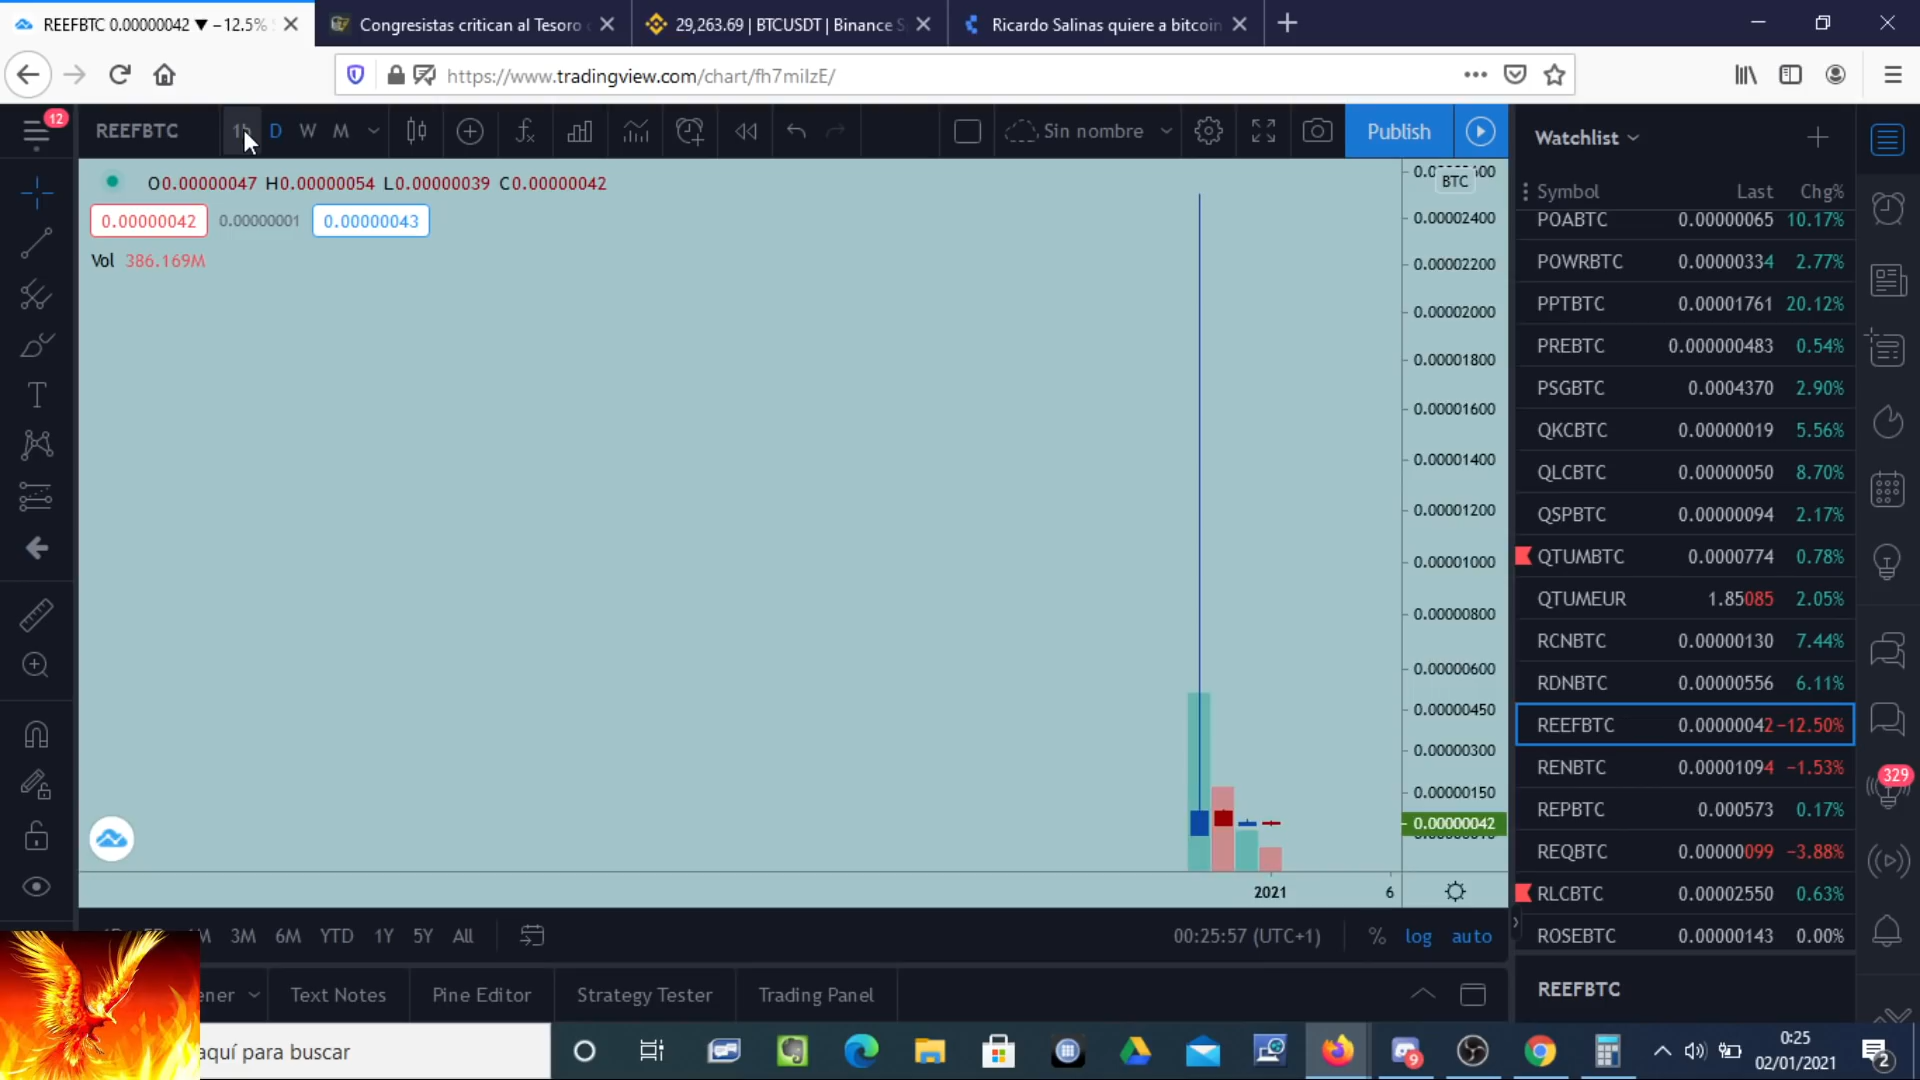 REEFBTC 0.00000042 ▼ −12.5%
Congresistas critican al Tesoro
29,263.69 | BTCUSDT | Binance S
Ricardo Salinas quiere a bitcoin
https://www.tradingview.com/chart/fh7miIzE/
12
REEFBTC
1h D W M
Sin nombre
Publish
O0.00000047 H0.00000054 L0.00000039 C0.00000042
0.00000042 0.00000001 0.00000043
Vol 386.169M
BTC
0.00002400
0.00002200
0.00002000
0.00001800
0.00001600
0.00001400
0.00001200
0.00001000
0.00000800
0.00000600
0.00000450
0.00000300
0.00000150
0.00000042
2021 6
3M 6M YTD 1Y 5Y All
00:25:57 (UTC+1) % log auto
Text Notes Pine Editor Strategy Tester Trading Panel
Watchlist
Symbol Last Chg%
POABTC 0.00000065 10.17%
POWRBTC 0.00000334 2.77%
PPTBTC 0.00001761 20.12%
PREBTC 0.000000483 0.54%
PSGBTC 0.0004370 2.90%
QKCBTC 0.00000019 5.56%
QLCBTC 0.00000050 8.70%
QSPBTC 0.00000094 2.17%
QTUMBTC 0.0000774 0.78%
QTUMEUR 1.85085 2.05%
RCNBTC 0.00000130 7.44%
RDNBTC 0.00000556 6.11%
REEFBTC 0.00000042 −12.50%
RENBTC 0.00001094 −1.53%
REPBTC 0.000573 0.17%
REQBTC 0.00000099 −3.88%
RLCBTC 0.00002550 0.63%
ROSEBTC 0.00000143 0.00%
REEFBTC
329
aquí para buscar
9
0:25
02/01/2021
2